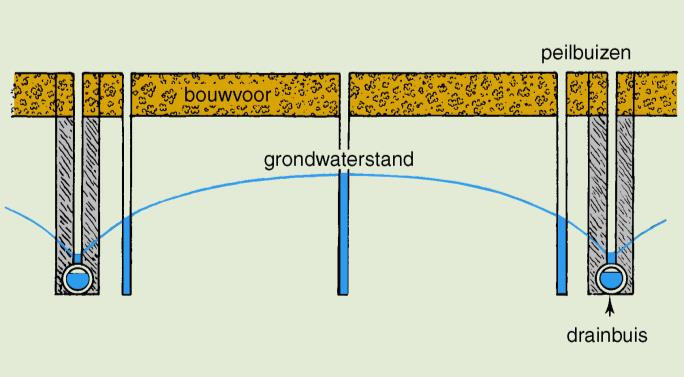 peilbuizen
bouwvoor
grondwaterstand
drainbuis